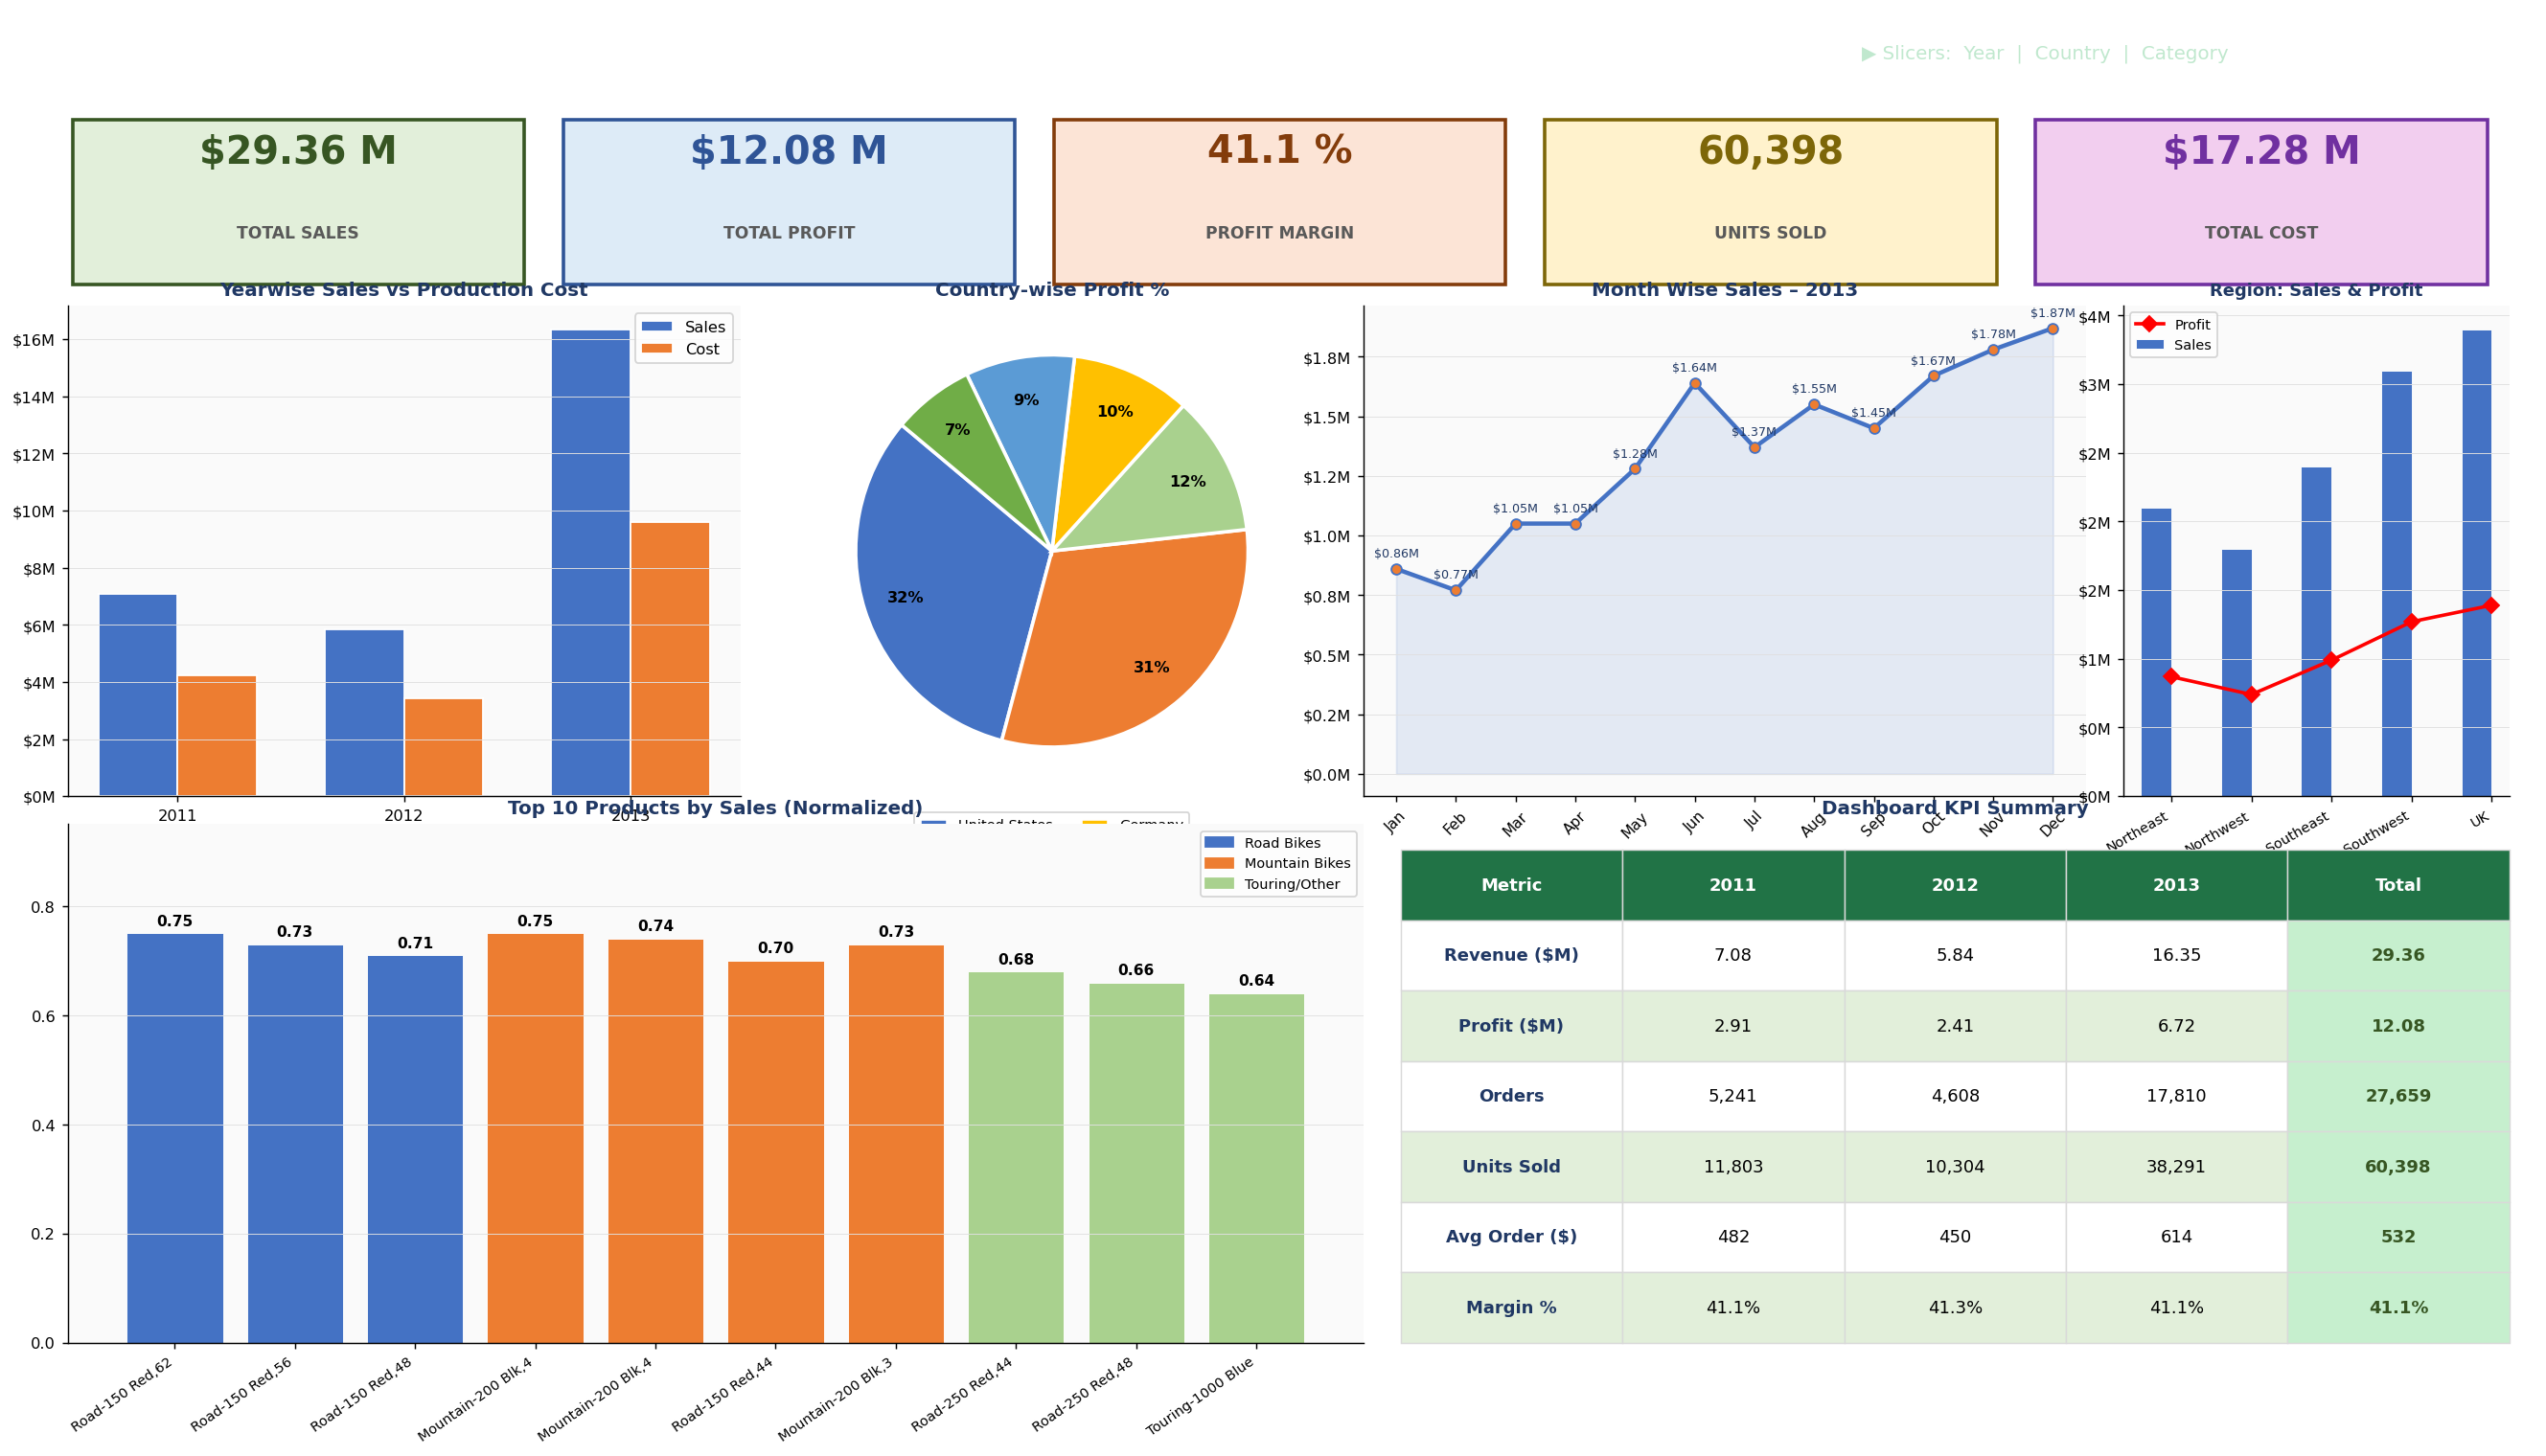 ▶ Slicers:  Year  |  Country  |  Category
$29.36 M
TOTAL SALES
$12.08 M
TOTAL PROFIT
41.1 %
PROFIT MARGIN
60,398
UNITS SOLD
$17.28 M
TOTAL COST
Yearwise Sales vs Production Cost
Sales
Cost
$16M
$14M
$12M
$10M
$8M
$6M
$4M
$2M
$0M
2011
2012
2013
Country-wise Profit %
9%
10%
7%
12%
32%
31%
United States
Germany
Month Wise Sales – 2013
$1.8M
$1.5M
$1.2M
$1.0M
$0.8M
$0.5M
$0.2M
$0.0M
$0.86M
$0.77M
$1.05M
$1.05M
$1.28M
$1.64M
$1.37M
$1.55M
$1.45M
$1.67M
$1.78M
$1.87M
Jan
Feb
Mar
Apr
May
Jun
Jul
Aug
Sep
Oct
Nov
Dec
Region: Sales & Profit
Profit
Sales
$4M
$3M
$2M
$2M
$2M
$1M
$0M
$0M
Northeast
Northwest
Southeast
Southwest
UK
Top 10 Products by Sales (Normalized)
Road Bikes
Mountain Bikes
Touring/Other
0.8
0.6
0.4
0.2
0.0
0.75
0.73
0.71
0.75
0.74
0.70
0.73
0.68
0.66
0.64
Road-150 Red,62
Road-150 Red,56
Road-150 Red,48
Mountain-200 Blk,4
Mountain-200 Blk,4
Road-150 Red,44
Mountain-200 Blk,3
Road-250 Red,44
Road-250 Red,48
Touring-1000 Blue
Dashboard KPI Summary
Metric 2011 2012 2013 Total
Revenue ($M) 7.08 5.84 16.35 29.36
Profit ($M) 2.91 2.41 6.72 12.08
Orders 5,241 4,608 17,810 27,659
Units Sold 11,803 10,304 38,291 60,398
Avg Order ($) 482 450 614 532
Margin % 41.1% 41.3% 41.1% 41.1%